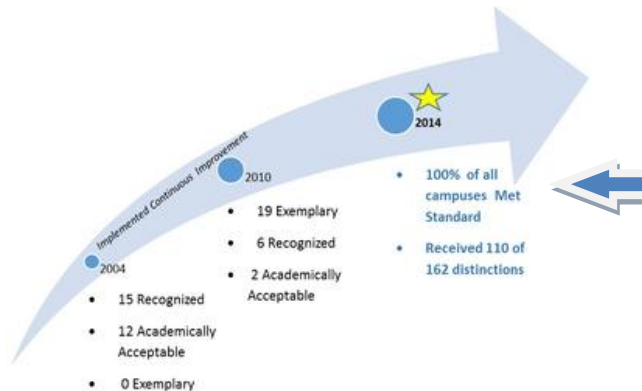 Implemented Continuous Improvement
2004
• 15 Recognized
• 12 Academically
Acceptable
• 0 Exemplary
2010
• 19 Exemplary
• 6 Recognized
• 2 Academically
Acceptable
2014
• 100% of all
campuses Met
Standard
• Received 110 of
162 distinctions